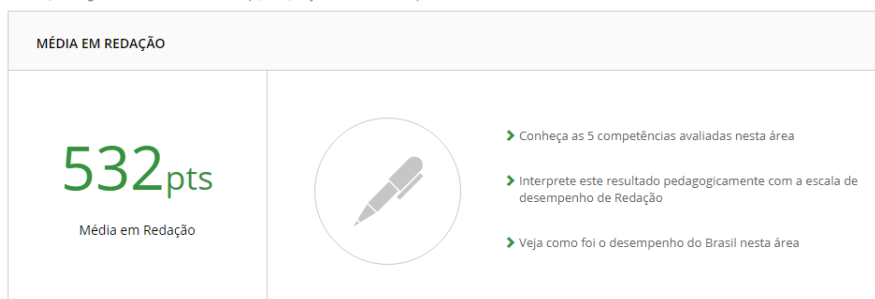 MÉDIA EM REDAÇÃO
532pts
Média em Redação
Conheça as 5 competências avaliadas nesta área
Interprete este resultado pedagogicamente com a escala de
desempenho de Redação
Veja como foi o desempenho do Brasil nesta área